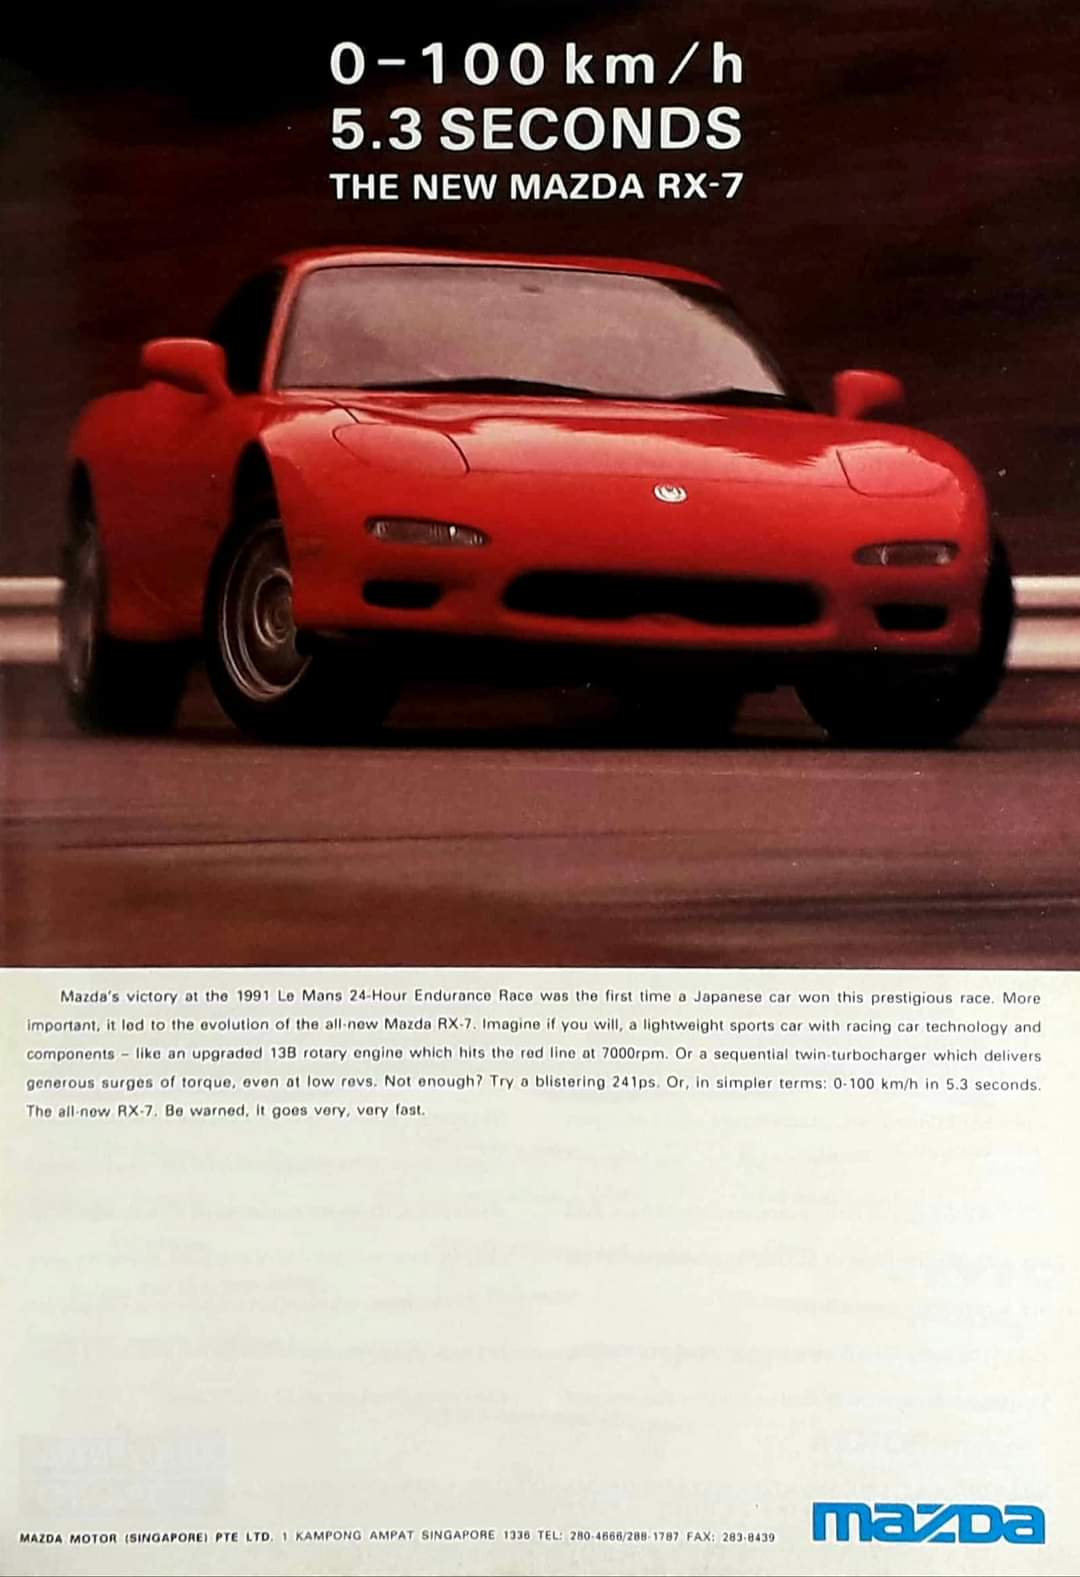 0–100 km/h
5.3 SECONDS
THE NEW MAZDA RX-7
Mazda's victory at the 1991 Le Mans 24-Hour Endurance Race was the first time a Japanese car won this prestigious race. More
important, it led to the evolution of the all-new Mazda RX-7. Imagine if you will, a lightweight sports car with racing car technology and
components – like an upgraded 13B rotary engine which hits the red line at 7000rpm. Or a sequential twin-turbocharger which delivers
generous surges of torque, even at low revs. Not enough? Try a blistering 241ps. Or, in simpler terms: 0-100 km/h in 5.3 seconds.
The all-new RX-7. Be warned, it goes very, very fast.
mazda
MAZDA MOTOR (SINGAPORE) PTE LTD. 1 KAMPONG AMPAT SINGAPORE 1336 TEL: 280-4666/288-1787 FAX: 283-8439